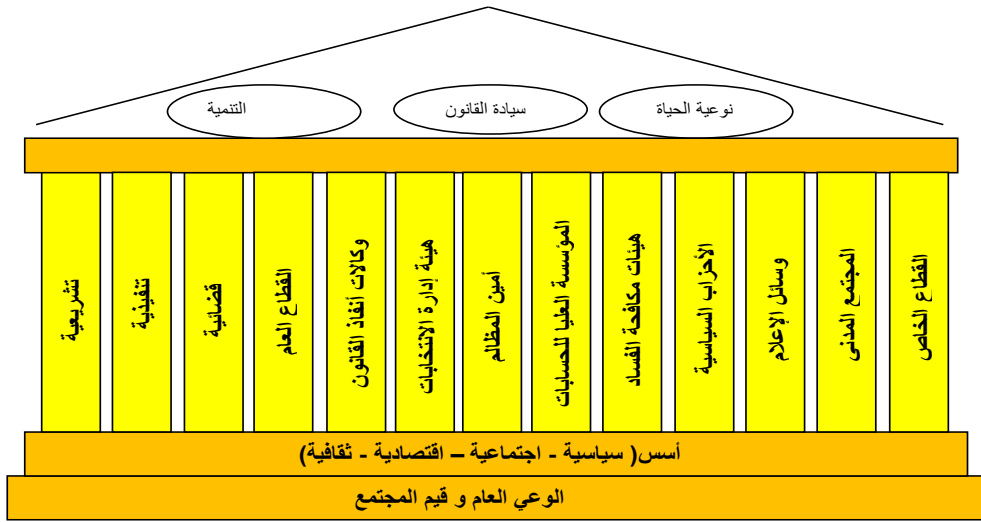 نوعية الحياة
سيادة القانون
التنمية
القطاع الخاص
المجتمع المدنى
وسائل الإعلام
الأحزاب السياسية
هيئات مكافحة الفساد
المؤسسة العليا للحسابات
أمين المظالم
هيئة إدارة الانتخابات
وكالات أنفاذ القانون
القطاع العام
قضائية
تنفيذية
تشريعية
أسس( سياسية - اجتماعية – اقتصادية - ثقافية)
الوعي العام و قيم المجتمع